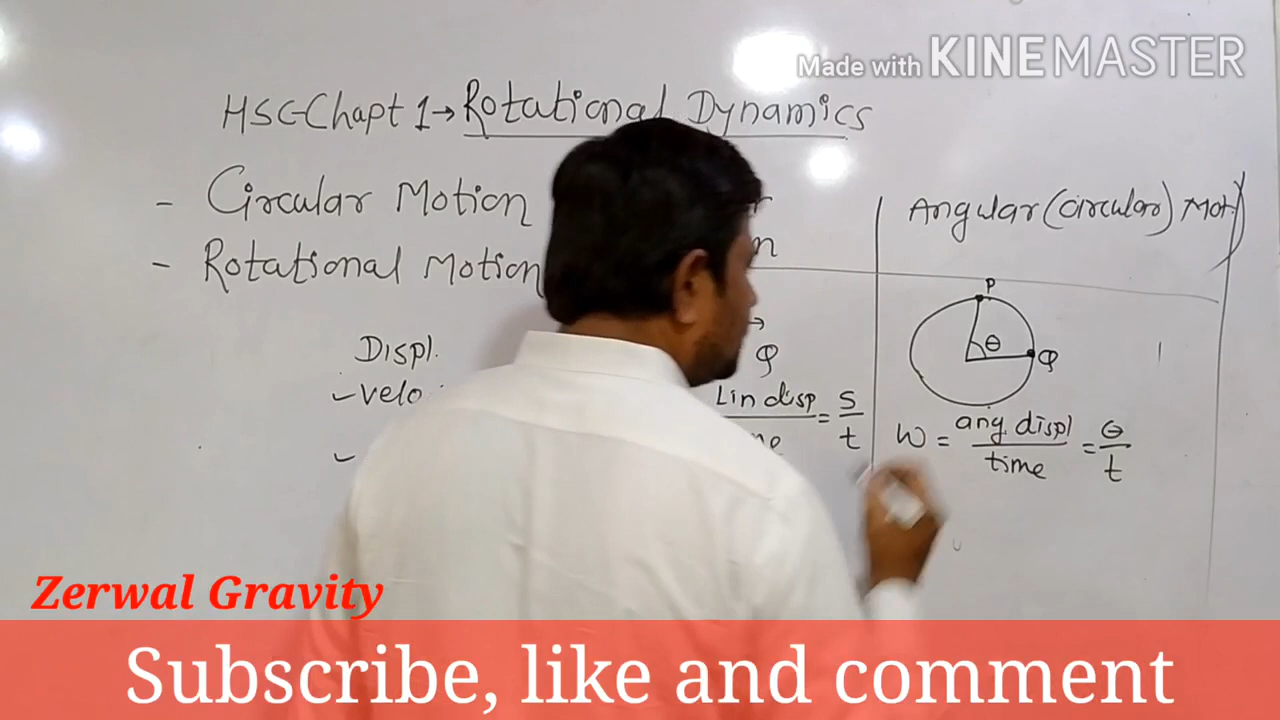 Made with KINEMASTER
HSC-Chapt 1→ Rotational Dynamics
- Circular Motion
- Rotational Motion
Angular (circular) Mot
P
θ
Q
Displ.
→
Q
velo
Lin disp = s
t
W = ang. displ = θ
time t
Zerwal Gravity
Subscribe, like and comment